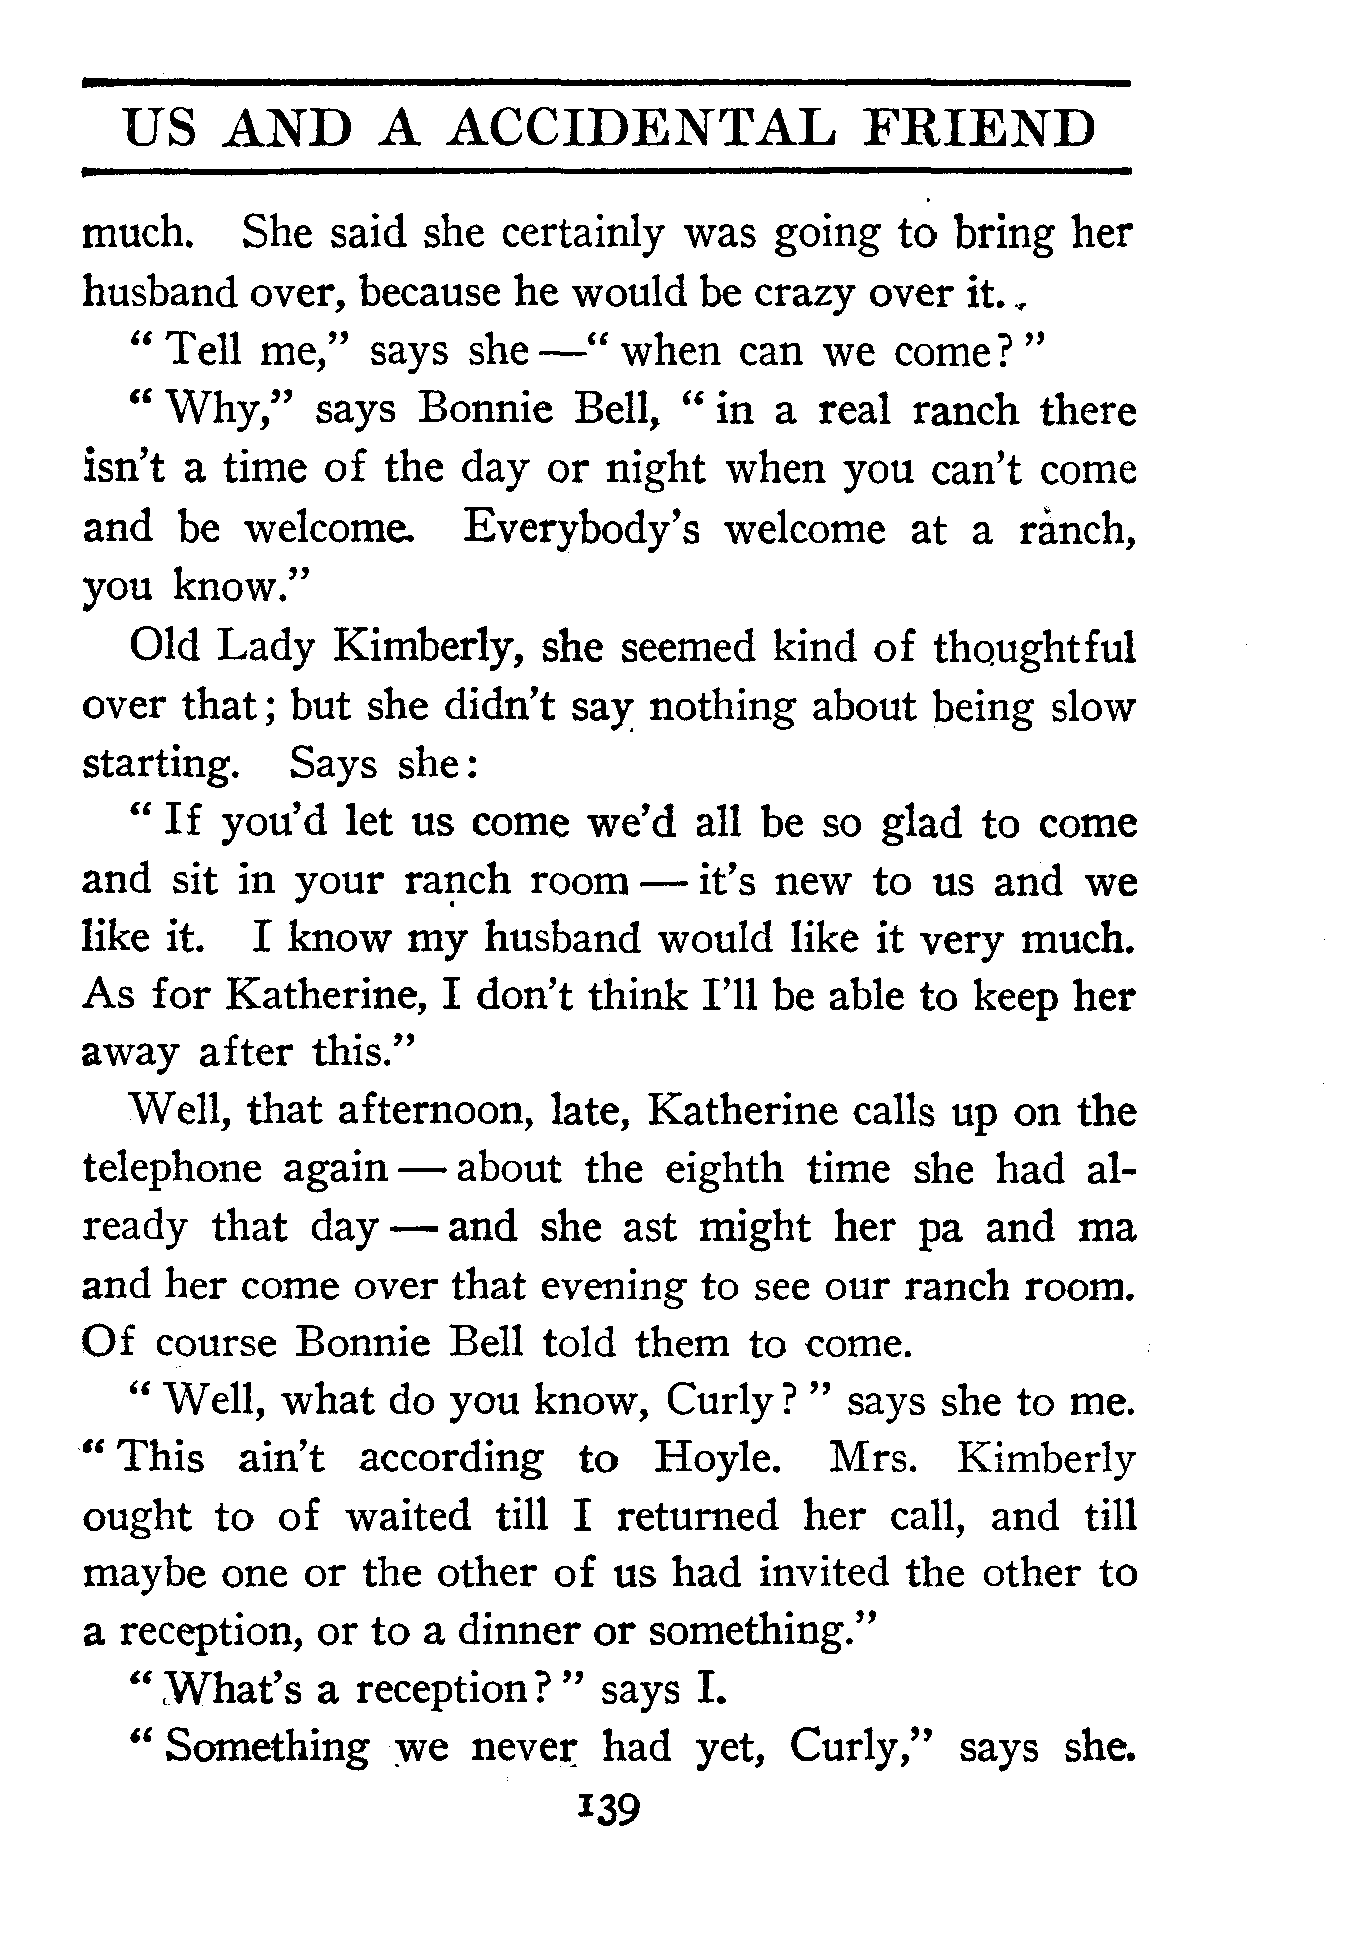 US AND A ACCIDENTAL FRIEND
much. She said she certainly was going to bring her
husband over, because he would be crazy over it.
“Tell me,” says she—“when can we come?”
“Why,” says Bonnie Bell, “in a real ranch there
isn't a time of the day or night when you can't come
and be welcome. Everybody's welcome at a ranch,
you know.”
Old Lady Kimberly, she seemed kind of thoughtful
over that; but she didn't say nothing about being slow
starting. Says she:
“If you'd let us come we'd all be so glad to come
and sit in your ranch room—it's new to us and we
like it. I know my husband would like it very much.
As for Katherine, I don't think I'll be able to keep her
away after this.”
Well, that afternoon, late, Katherine calls up on the
telephone again—about the eighth time she had al-
ready that day—and she ast might her pa and ma
and her come over that evening to see our ranch room.
Of course Bonnie Bell told them to come.
“Well, what do you know, Curly?” says she to me.
“This ain't according to Hoyle. Mrs. Kimberly
ought to of waited till I returned her call, and till
maybe one or the other of us had invited the other to
a reception, or to a dinner or something.”
“What's a reception?” says I.
“Something we never had yet, Curly,” says she.
139